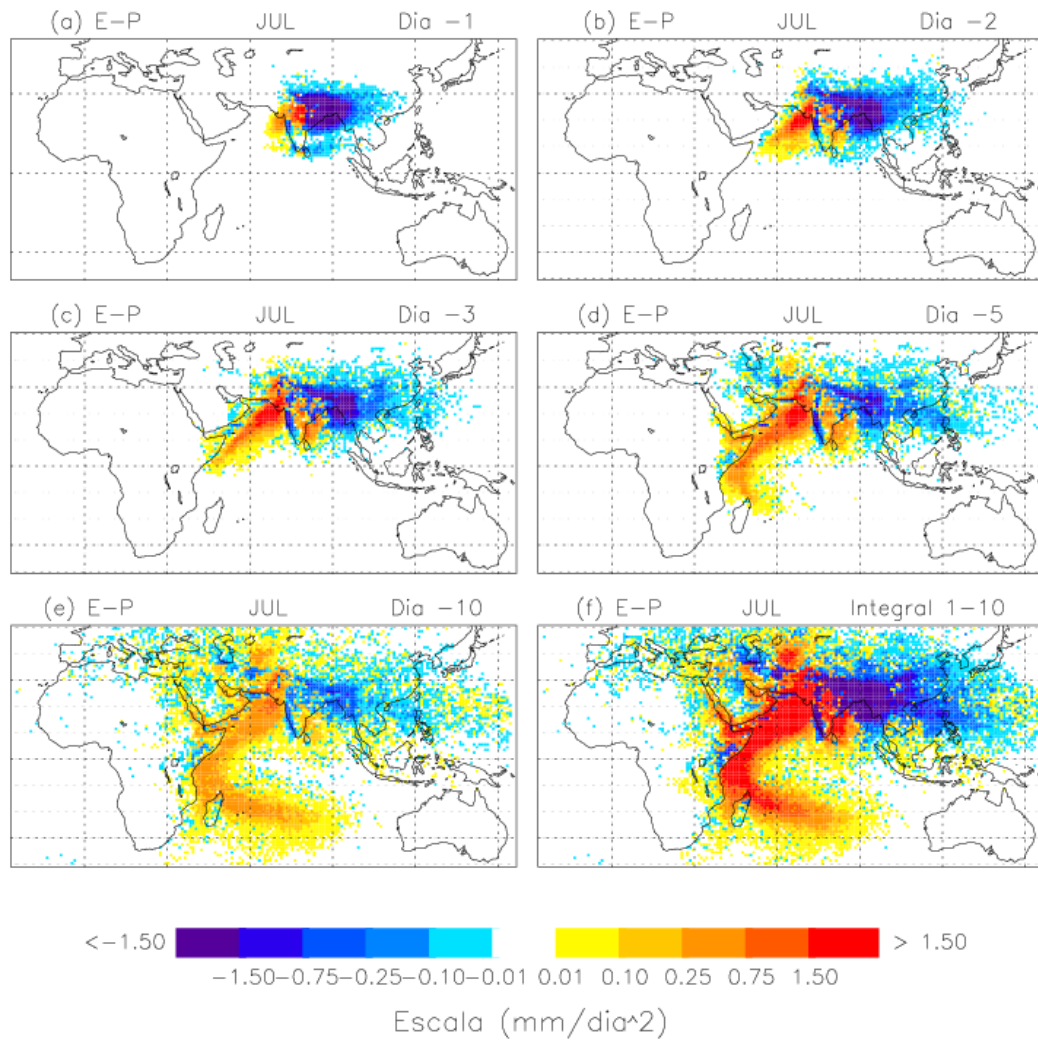 (a) E-P JUL Dia -1
(b) E-P JUL Dia -2
(c) E-P JUL Dia -3
(d) E-P JUL Dia -5
(e) E-P JUL Dia -10
(f) E-P JUL Integral 1-10
<-1.50 > 1.50
-1.50-0.75-0.25-0.10-0.01 0.01 0.10 0.25 0.75 1.50
Escala (mm/dia^2)